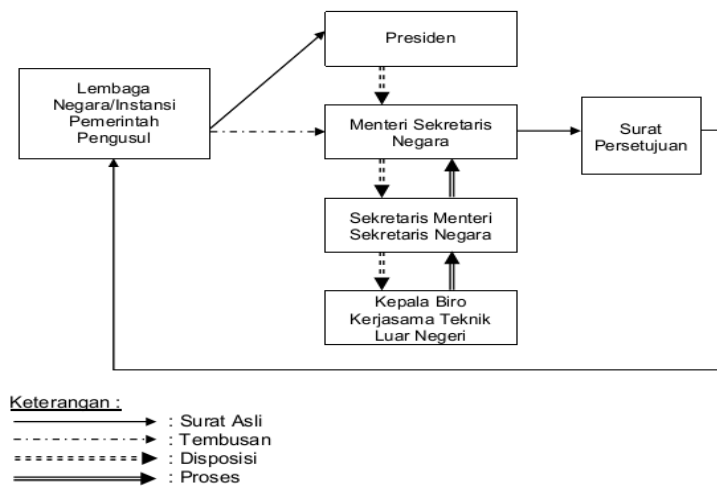 Presiden
Lembaga
Negara/Instansi
Pemerintah
Pengusul
Menteri Sekretaris
Negara
Surat
Persetujuan
Sekretaris Menteri
Sekretaris Negara
Kepala Biro
Kerjasama Teknik
Luar Negeri
Keterangan :
: Surat Asli
: Tembusan
: Disposisi
: Proses